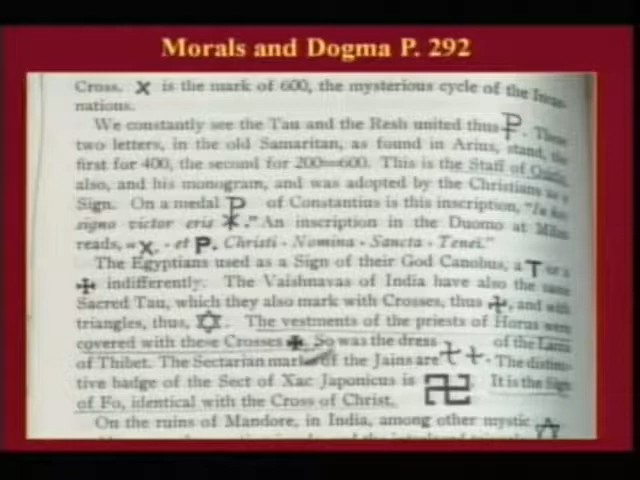 Morals and Dogma P. 292
Cross. X is the mark of 600, the mysterious cycle of the Incar-
nations.
We constantly see the Tau and the Resh united thus ⳨. These
two letters, in the old Samaritan, as found in Arius, stand, the
first for 400, the second for 200=600. This is the Staff of Osiris,
also, and his monogram, and was adopted by the Christians as a
Sign. On a medal of Constantius is this inscription, "In hoc
signo victor eris ☧." An inscription in the Duomo at Milan
reads, "X. - et P. Christi - Nomina - Sancta - Tenei."
The Egyptians used as a Sign of their God Canobus, a T or a
✠ indifferently. The Vaishnavas of India have also the same
Sacred Tau, which they also mark with Crosses, thus, and with
triangles, thus, ✡. The vestments of the priests of Horus were
covered with these Crosses ✠. So was the dress of the Lama
of Thibet. The Sectarian marks of the Jains are. The distinc-
tive badge of the Sect of Xac Japonicus is 卍 It is the Sign
of Fo, identical with the Cross of Christ.
On the ruins of Mandore, in India, among other mystic ✡